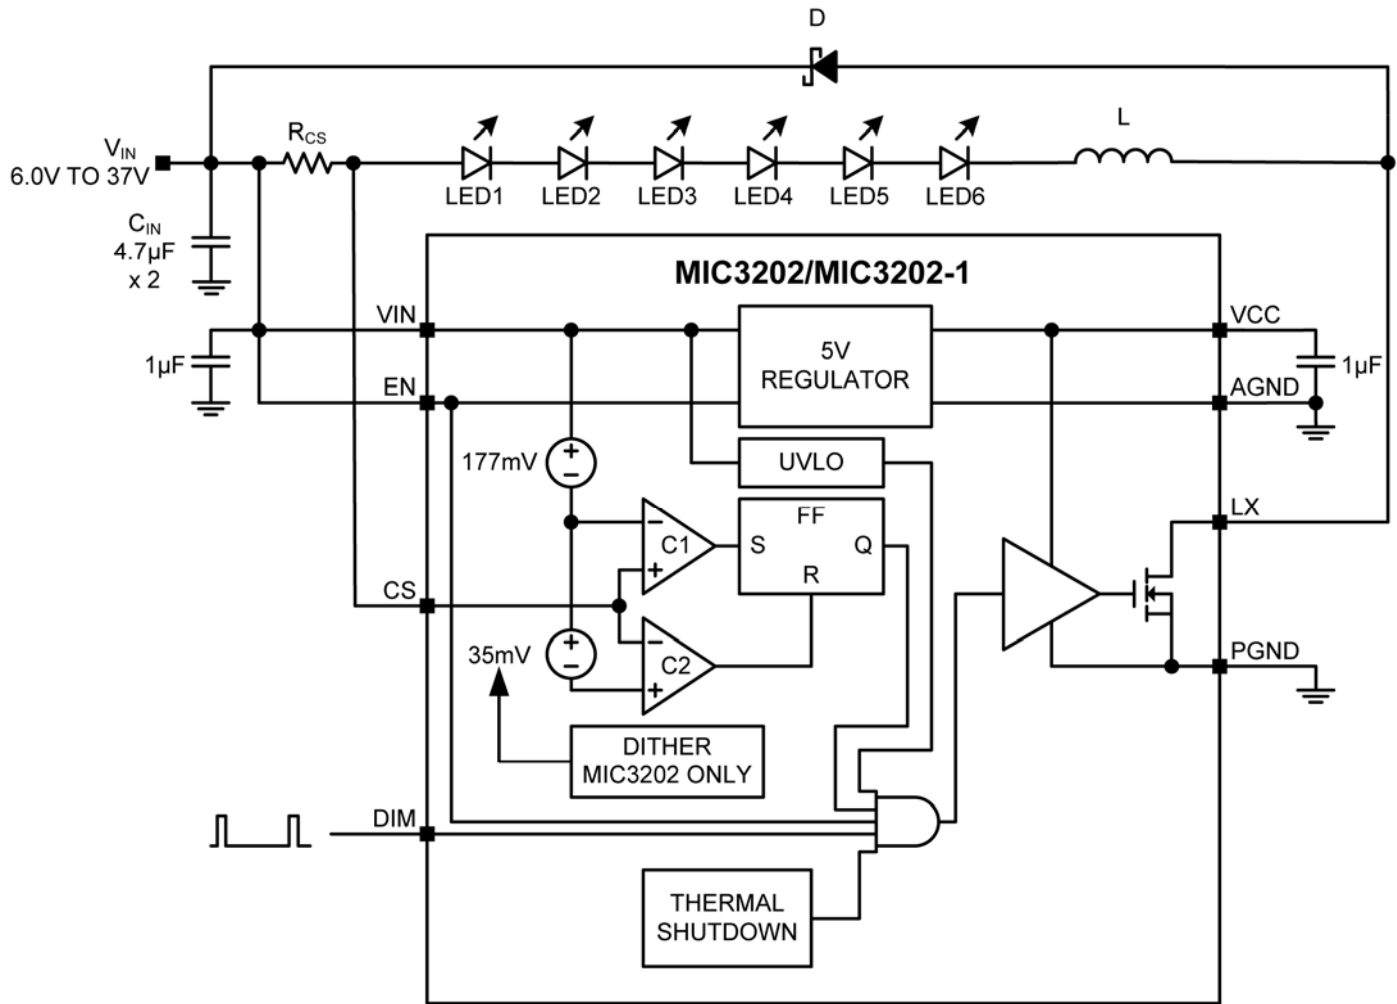 D
L
V_IN
6.0V TO 37V
R_CS
LED1
LED2
LED3
LED4
LED5
LED6
C_IN
4.7µF
x 2
MIC3202/MIC3202-1
VIN
VCC
1µF
5V
REGULATOR
1µF
EN
AGND
177mV
+
−
UVLO
LX
−
C1
+
FF
S
Q
R
CS
35mV
+
−
−
C2
+
PGND
DITHER
MIC3202 ONLY
DIM
THERMAL
SHUTDOWN